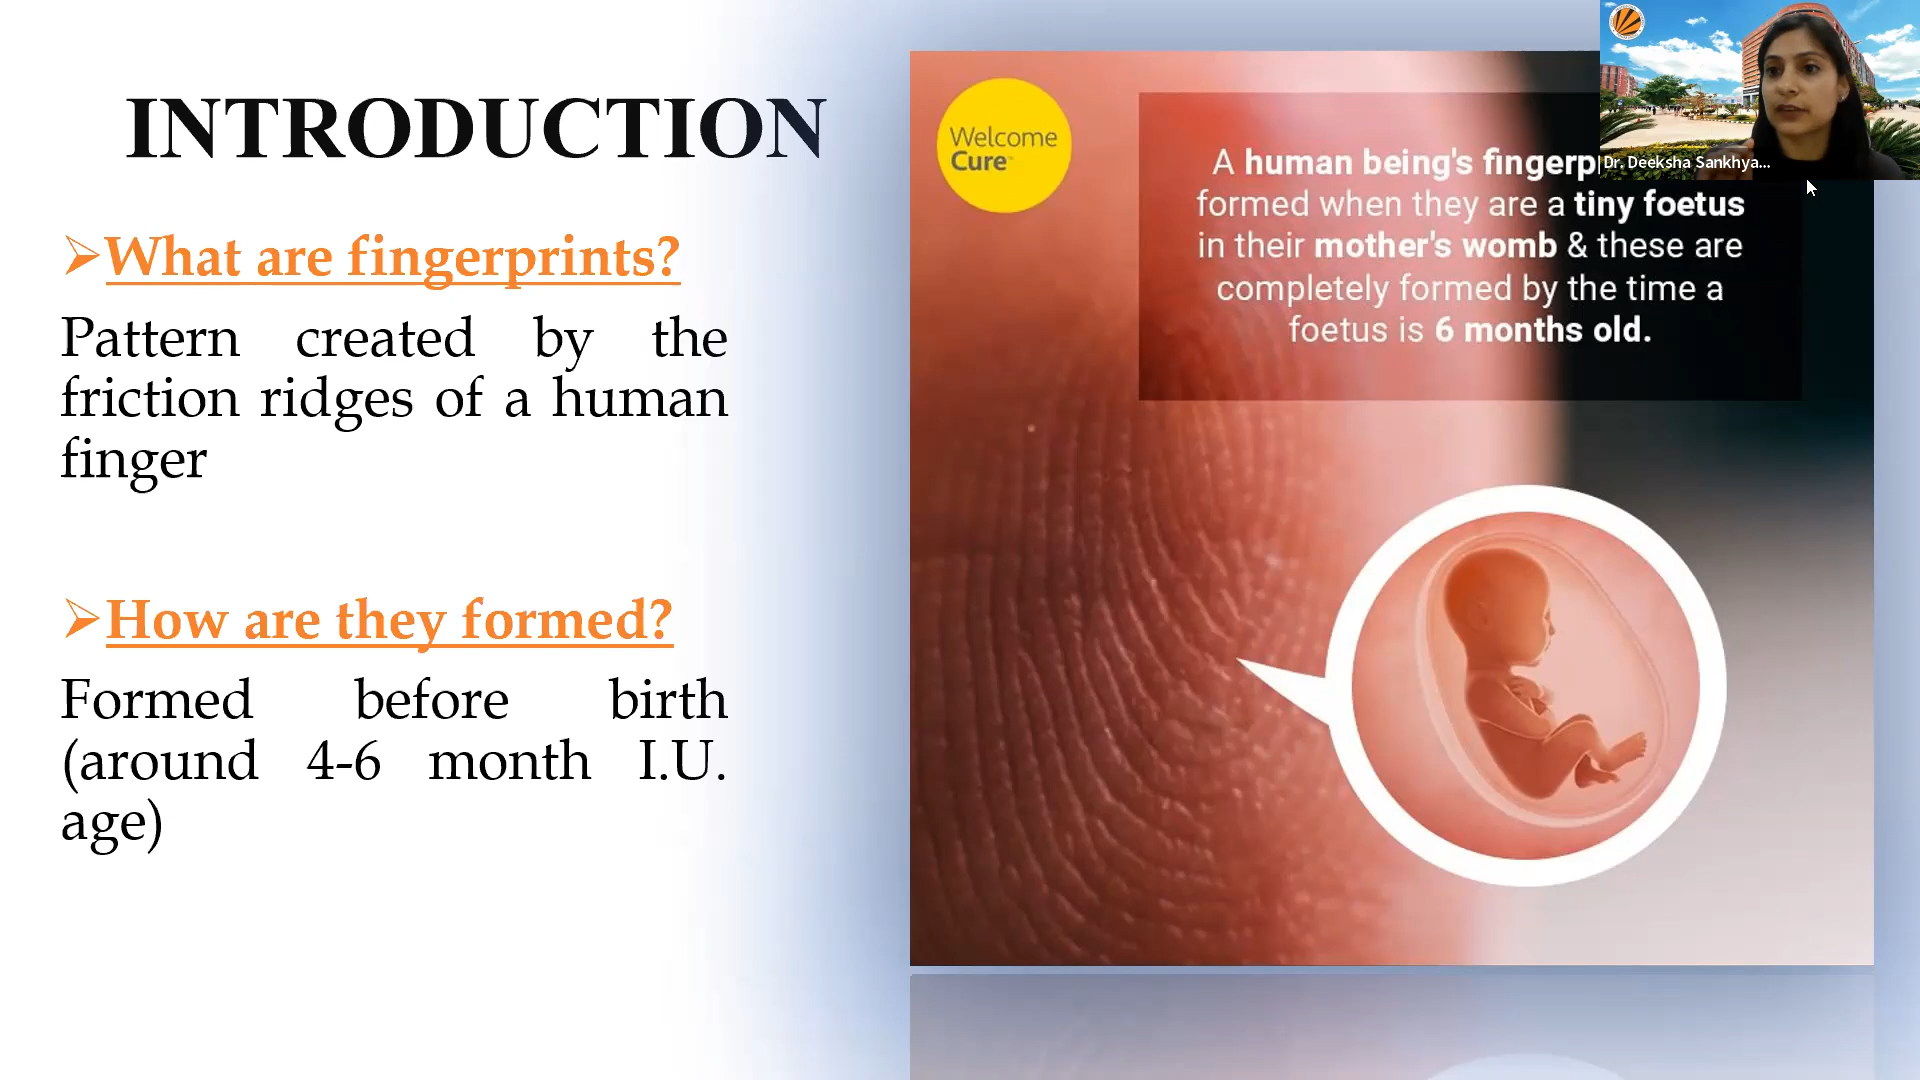 INTRODUCTION
➢What are fingerprints?
Pattern created by the
friction ridges of a human
finger
➢How are they formed?
Formed before birth
(around 4-6 month I.U.
age)
Welcome
Cure
A human being's
formed when they are a tiny foetus
in their mother's womb & these are
completely formed by the time a
foetus is 6 months old.
Dr. Deeksha Sankhya...